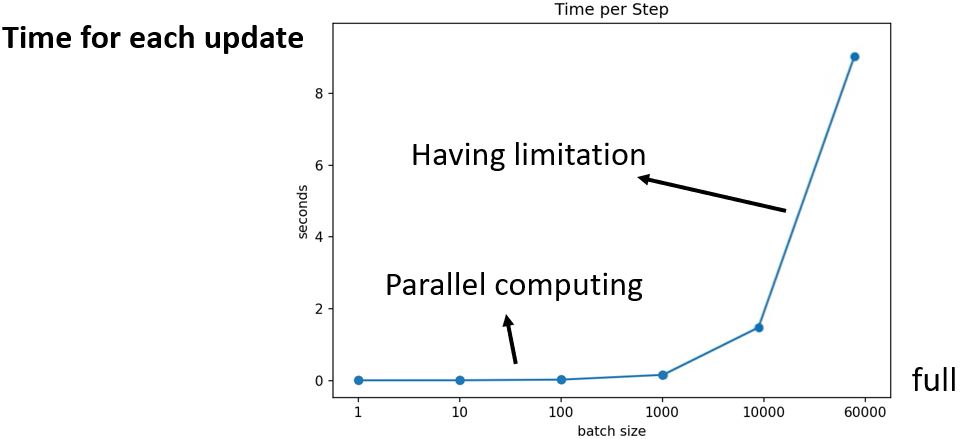 Time per Step
Time for each update
8
6
4
2
0
seconds
Having limitation
Parallel computing
1 10 100 1000 10000 60000
batch size
full